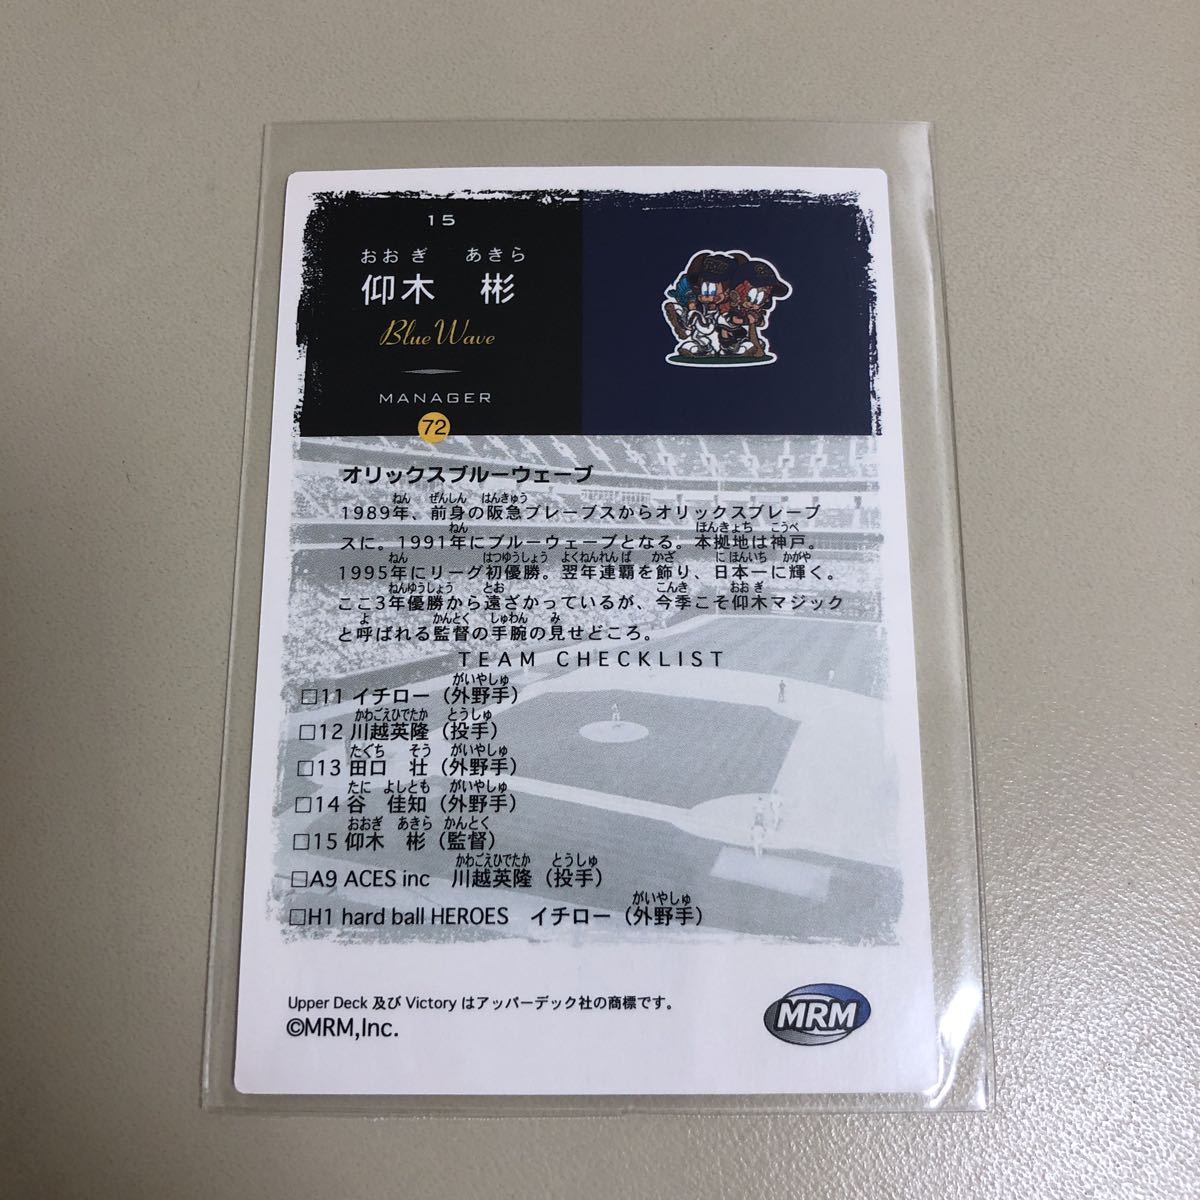 15
おおぎ あきら
仰木 彬
Blue Wave
MANAGER
72
オリックスブルーウェーブ
ねん ぜんしん はんきゅう
1989年、前身の阪急ブレーブスからオリックスブレーブ
ねん ほんきょち こうべ
スに。1991年にブルーウェーブとなる。本拠地は神戸。
ねん はつゆうしょう よくねんれんぱ かざ にほんいち かがや
1995年にリーグ初優勝。翌年連覇を飾り、日本一に輝く。
ねんゆうしょう とお こんき おおぎ
ここ3年優勝から遠ざかっているが、今季こそ仰木マジック
よ かんとく しゅわん み
と呼ばれる監督の手腕の見せどころ。
TEAM CHECKLIST
がいやしゅ
□11 イチロー（外野手）
かわごえひでたか とうしゅ
□12 川越英隆（投手）
たぐち そう がいやしゅ
□13 田口 壮（外野手）
たに よしとも がいやしゅ
□14 谷 佳知（外野手）
おおぎ あきら かんとく
□15 仰木 彬（監督）
かわごえひでたか とうしゅ
□A9 ACES inc 川越英隆（投手）
がいやしゅ
□H1 hard ball HEROES イチロー（外野手）
Upper Deck 及び Victory はアッパーデック社の商標です。
©MRM,Inc.
MRM